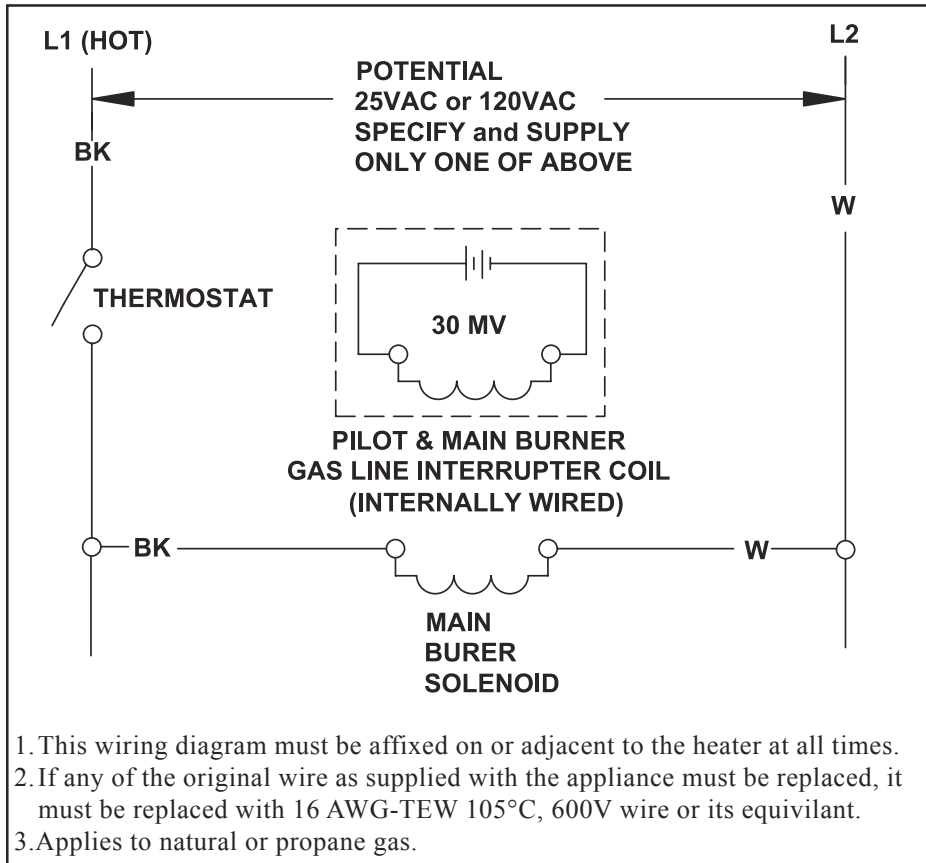 L1 (HOT)
L2
POTENTIAL
25VAC or 120VAC
SPECIFY and SUPPLY
ONLY ONE OF ABOVE
BK
W
THERMOSTAT
30 MV
PILOT & MAIN BURNER
GAS LINE INTERRUPTER COIL
(INTERNALLY WIRED)
BK
W
MAIN
BURER
SOLENOID
1.This wiring diagram must be affixed on or adjacent to the heater at all times.
2.If any of the original wire as supplied with the appliance must be replaced, it
must be replaced with 16 AWG-TEW 105°C, 600V wire or its equivilant.
3.Applies to natural or propane gas.